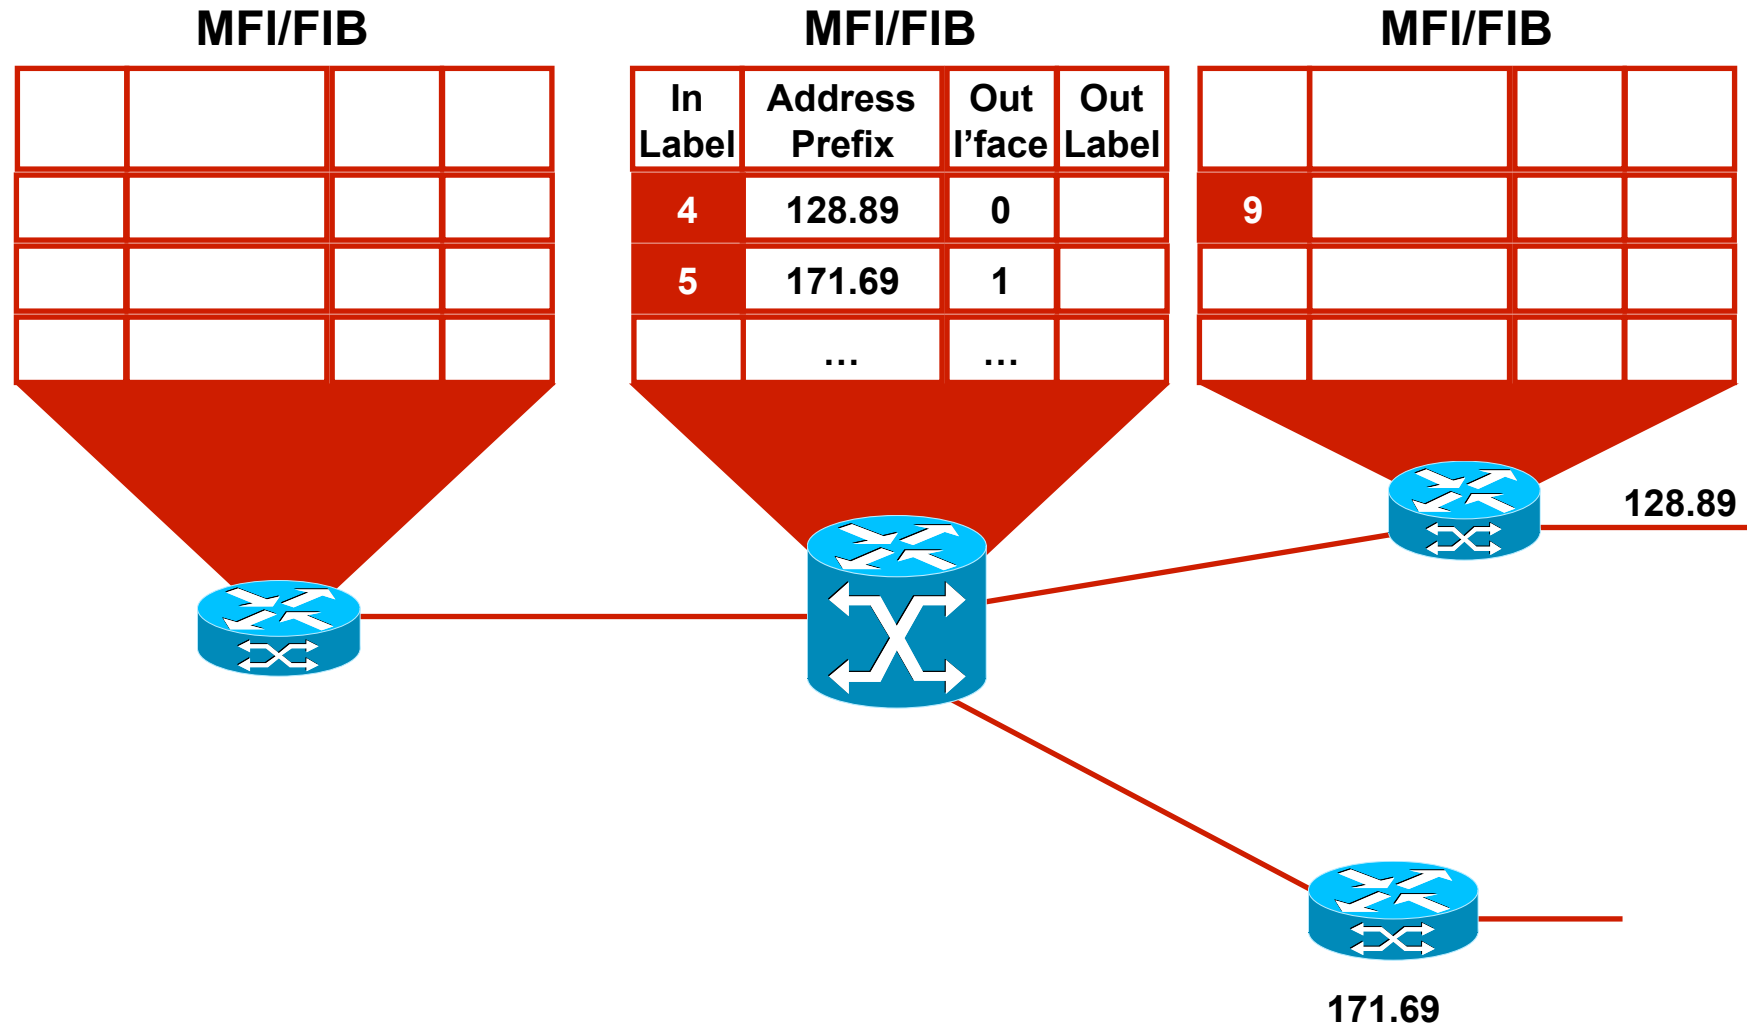 MFI/FIB
MFI/FIB
MFI/FIB
In Label
Address Prefix
Out I’face
Out Label
4 128.89 0
5 171.69 1
… …
9
128.89
171.69